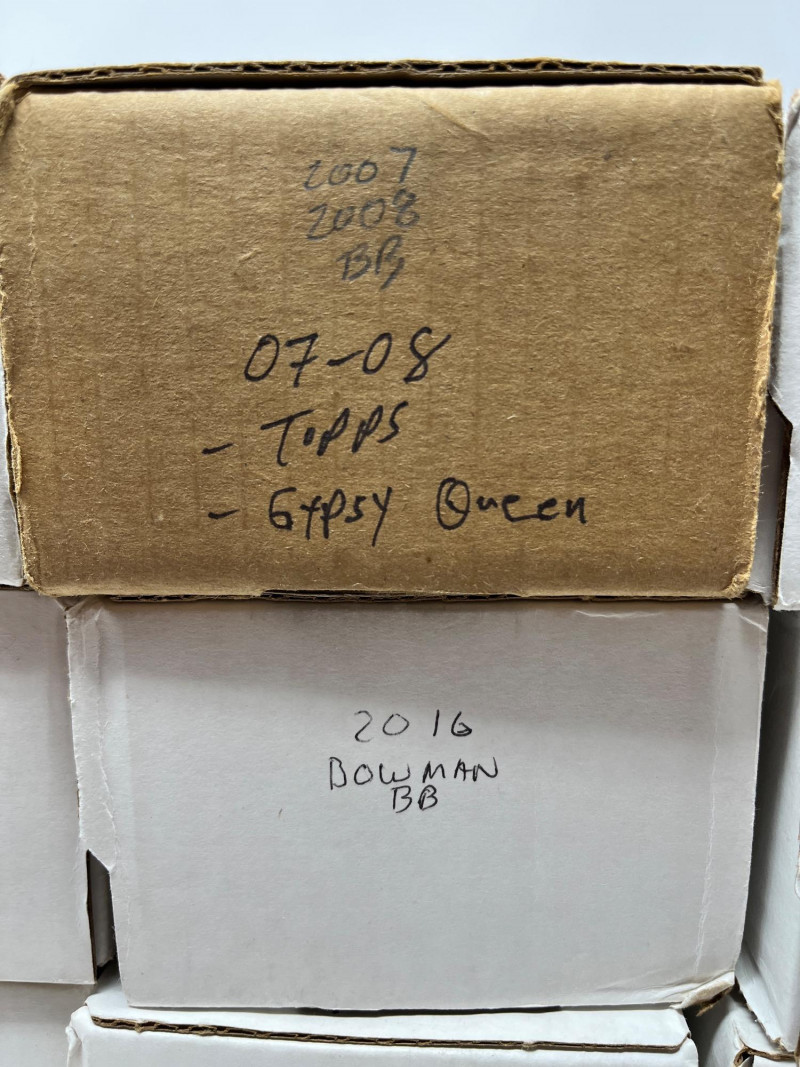 2007
2008
BB
07-08
- Topps
- Gypsy Queen
2016
BOWMAN
BB